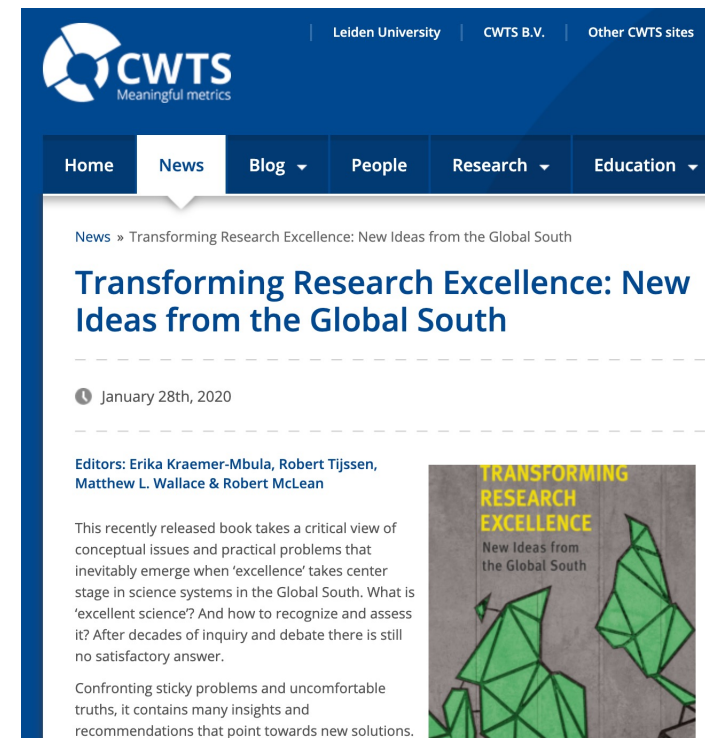 Leiden University
CWTS B.V.
Other CWTS sites
CWTS
Meaningful metrics
Home
News
Blog
People
Research
Education
News » Transforming Research Excellence: New Ideas from the Global South
Transforming Research Excellence: New
Ideas from the Global South
January 28th, 2020
Editors: Erika Kraemer-Mbula, Robert Tijssen,
Matthew L. Wallace & Robert McLean
This recently released book takes a critical view of
conceptual issues and practical problems that
inevitably emerge when ‘excellence’ takes center
stage in science systems in the Global South. What is
‘excellent science’? And how to recognize and assess
it? After decades of inquiry and debate there is still
no satisfactory answer.
Confronting sticky problems and uncomfortable
truths, it contains many insights and
recommendations that point towards new solutions.
TRANSFORMING
RESEARCH
EXCELLENCE
New Ideas from
the Global South